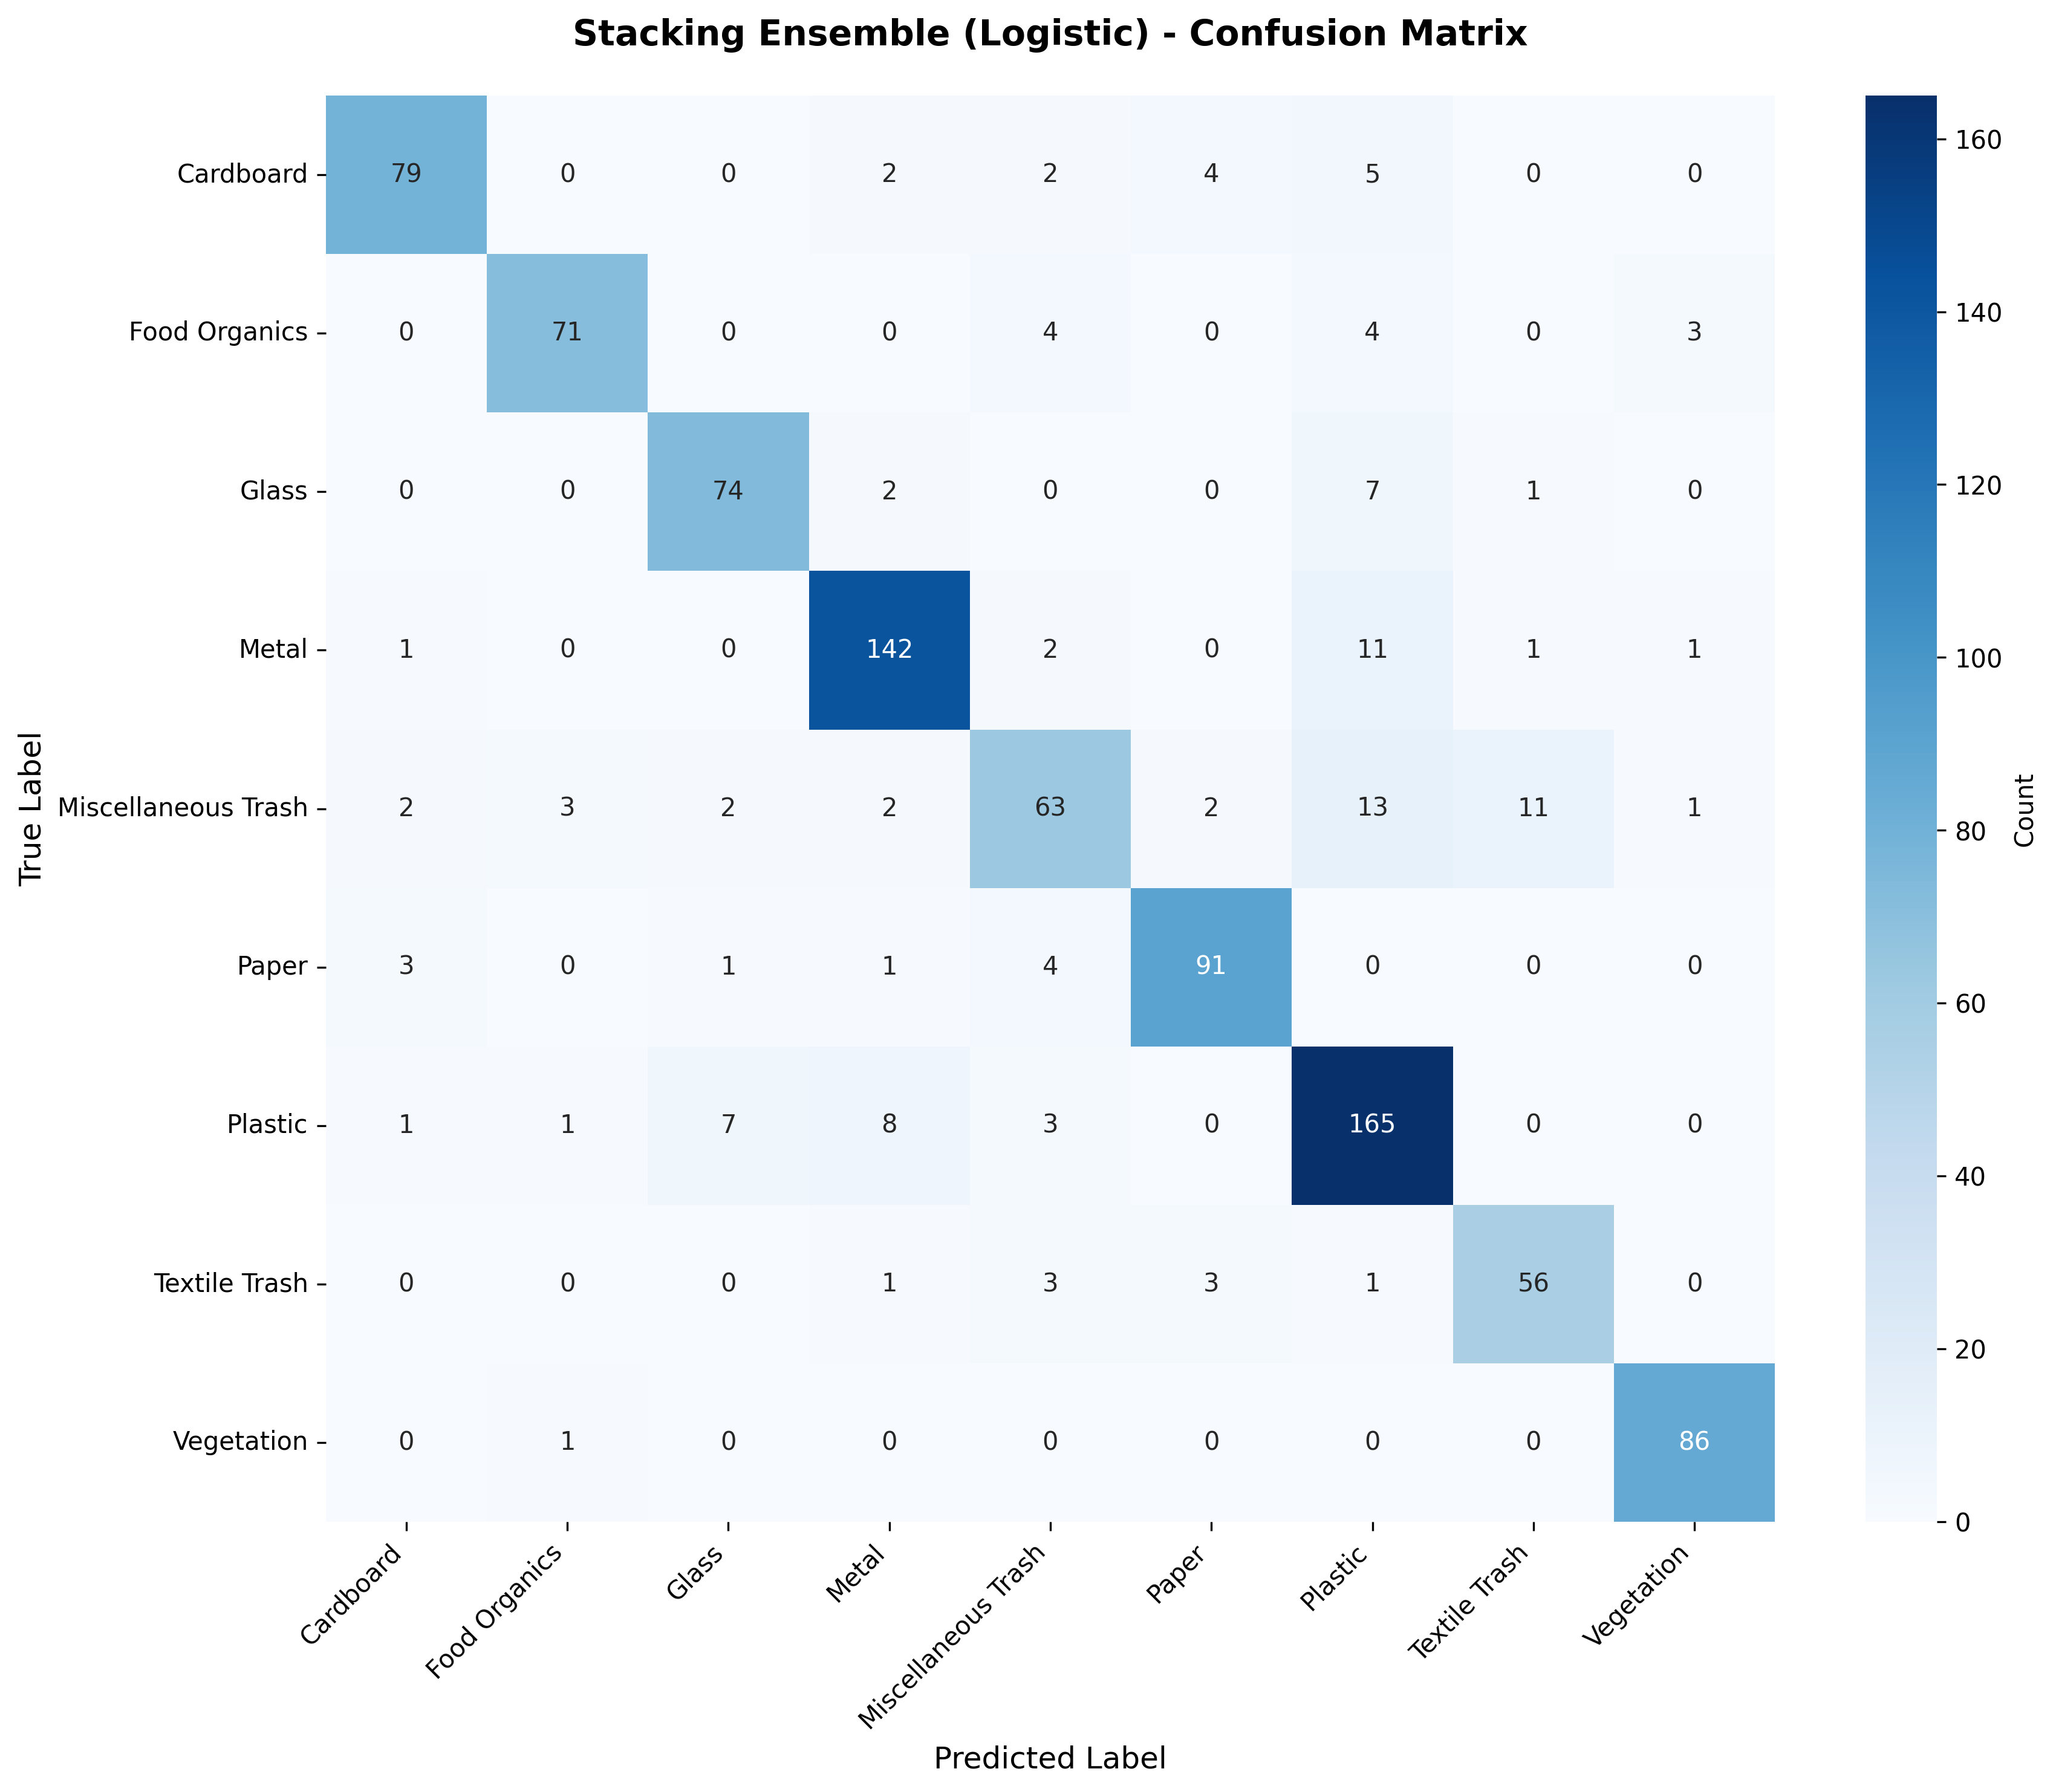 Stacking Ensemble (Logistic) - Confusion Matrix
Cardboard 79 0 0 2 2 4 5 0 0
Food Organics 0 71 0 0 4 0 4 0 3
Glass 0 0 74 2 0 0 7 1 0
Metal 1 0 0 142 2 0 11 1 1
Miscellaneous Trash 2 3 2 2 63 2 13 11 1
Paper 3 0 1 1 4 91 0 0 0
Plastic 1 1 7 8 3 0 165 0 0
Textile Trash 0 0 0 1 3 3 1 56 0
Vegetation 0 1 0 0 0 0 0 0 86
True Label
Cardboard Food Organics Glass Metal Miscellaneous Trash Paper Plastic Textile Trash Vegetation
Predicted Label
160
140
120
100
80
60
40
20
0
Count